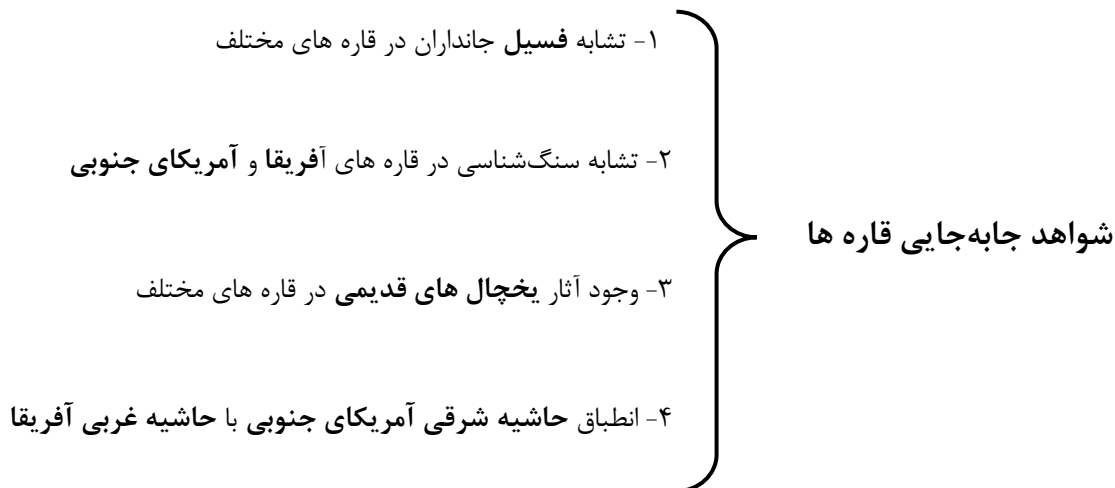 شواهد جابه‌جایی قاره ها
۱- تشابه فسیل جانداران در قاره های مختلف
۲- تشابه سنگ‌شناسی در قاره های آفریقا و آمریکای جنوبی
۳- وجود آثار یخچال های قدیمی در قاره های مختلف
۴- انطباق حاشیه شرقی آمریکای جنوبی با حاشیه غربی آفریقا